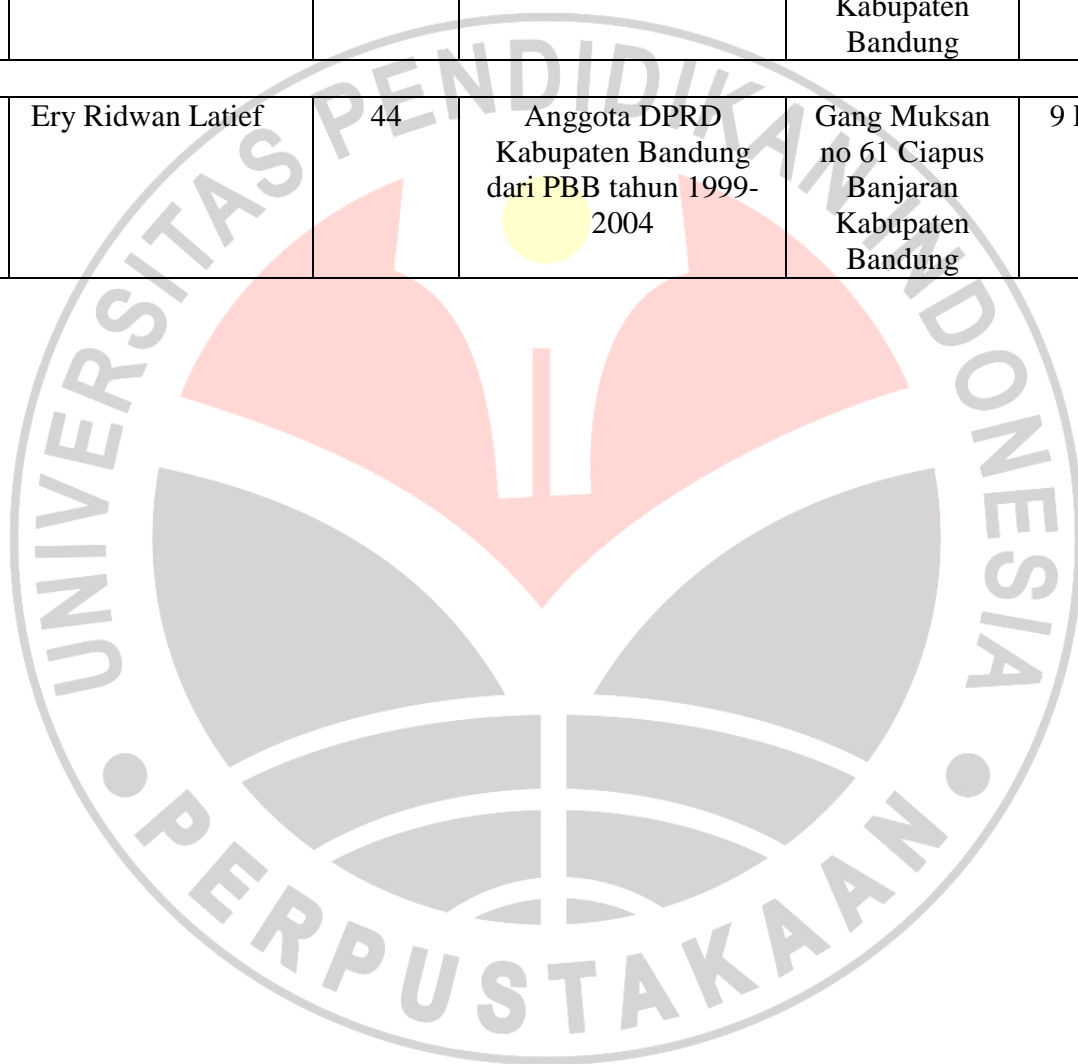 Kabupaten
Bandung
Ery Ridwan Latief 44 Anggota DPRD Gang Muksan 9
Kabupaten Bandung no 61 Ciapus
dari PBB tahun 1999- Banjaran
2004 Kabupaten
Bandung
UNIVERSITAS PENDIDIKAN INDONESIA
PERPUSTAKAAN